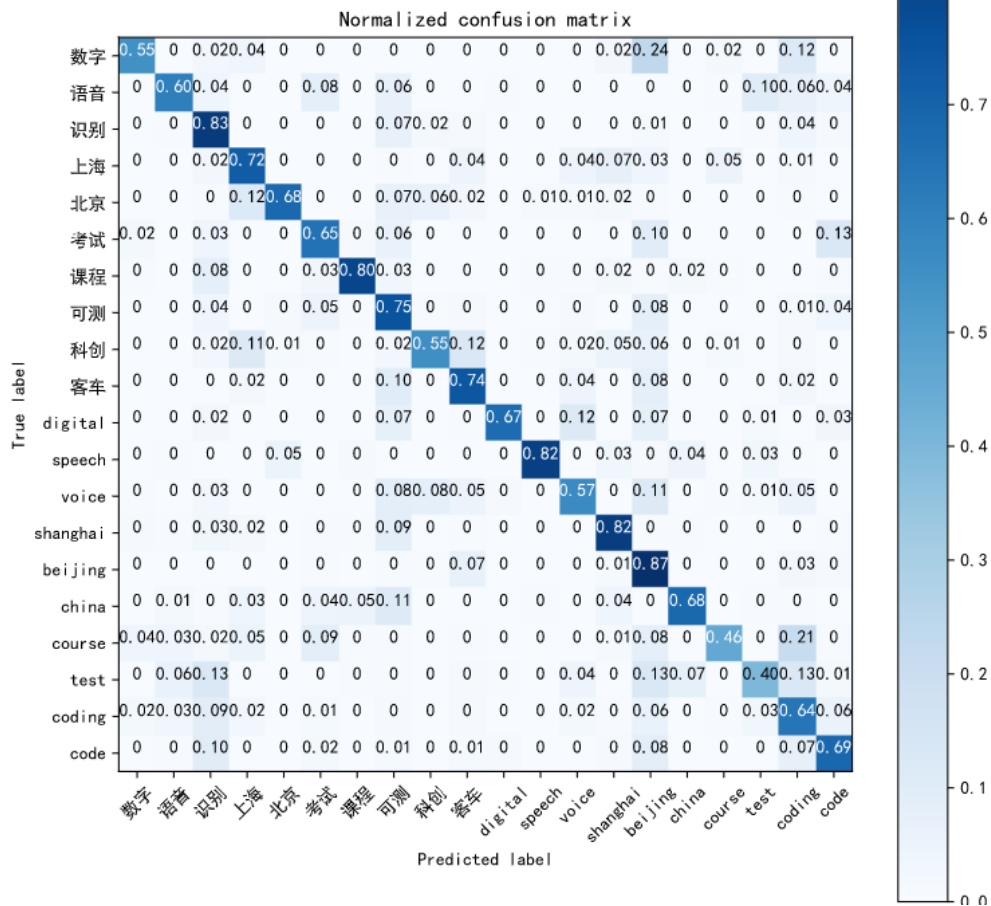 Normalized confusion matrix
数字 0.55 0 0.02 0.04 0 0 0 0 0 0 0 0 0 0.02 0.24 0 0.02 0 0.12 0
语音 0 0.60 0.04 0 0 0.08 0 0.06 0 0 0 0 0 0 0 0 0 0.10 0.06 0.04
0.7
识别 0 0 0.83 0 0 0 0 0.07 0.02 0 0 0 0 0 0.01 0 0 0 0.04 0
上海 0 0 0.02 0.72 0 0 0 0 0 0.04 0 0 0.04 0.07 0.03 0 0.05 0 0.01 0
北京 0 0 0 0.12 0.68 0 0 0.07 0.06 0.02 0 0.01 0.01 0.02 0 0 0 0 0 0
0.6
考试 0.02 0 0.03 0 0 0.65 0 0.06 0 0 0 0 0 0 0.10 0 0 0 0 0.13
课程 0 0 0.08 0 0 0.03 0.80 0.03 0 0 0 0 0 0.02 0 0.02 0 0 0 0
可测 0 0 0.04 0 0 0.05 0 0.75 0 0 0 0 0 0 0.08 0 0 0 0.01 0.04
0.5
科创 0 0 0.02 0.11 0.01 0 0 0.02 0.55 0.12 0 0 0.02 0.05 0.06 0 0.01 0 0 0
客车 0 0 0 0.02 0 0 0 0.10 0 0.74 0 0 0.04 0 0.08 0 0 0 0.02 0
digital 0 0 0.02 0 0 0 0 0.07 0 0 0.67 0 0.12 0 0.07 0 0 0.01 0 0.03
True label
0.4
speech 0 0 0 0 0.05 0 0 0 0 0 0 0.82 0 0.03 0 0.04 0 0.03 0 0
voice 0 0 0.03 0 0 0 0 0.08 0.08 0.05 0 0 0.57 0 0.11 0 0 0.01 0.05 0
shanghai 0 0 0.03 0.02 0 0 0 0.09 0 0 0 0 0 0.82 0 0 0 0 0 0
0.3
beijing 0 0 0 0 0 0 0 0 0 0.07 0 0 0 0.01 0.87 0 0 0 0.03 0
china 0 0.01 0 0.03 0 0.04 0.05 0.11 0 0 0 0 0 0.04 0 0.68 0 0 0 0
course 0.04 0.03 0.02 0.05 0 0.09 0 0 0 0 0 0 0 0.01 0.08 0 0.46 0 0.21 0
0.2
test 0 0.06 0.13 0 0 0 0 0 0 0 0 0 0.04 0 0.13 0.07 0 0.40 0.13 0.01
coding 0.02 0.03 0.09 0.02 0 0.01 0 0 0 0 0 0 0.02 0 0.06 0 0 0.03 0.64 0.06
code 0 0 0.10 0 0 0.02 0 0.01 0 0.01 0 0 0 0 0.08 0 0 0 0.07 0.69
0.1
数字 语音 识别 上海 北京 考试 课程 可测 科创 客车 digital speech voice shanghai beijing china course test coding code
Predicted label
0.0